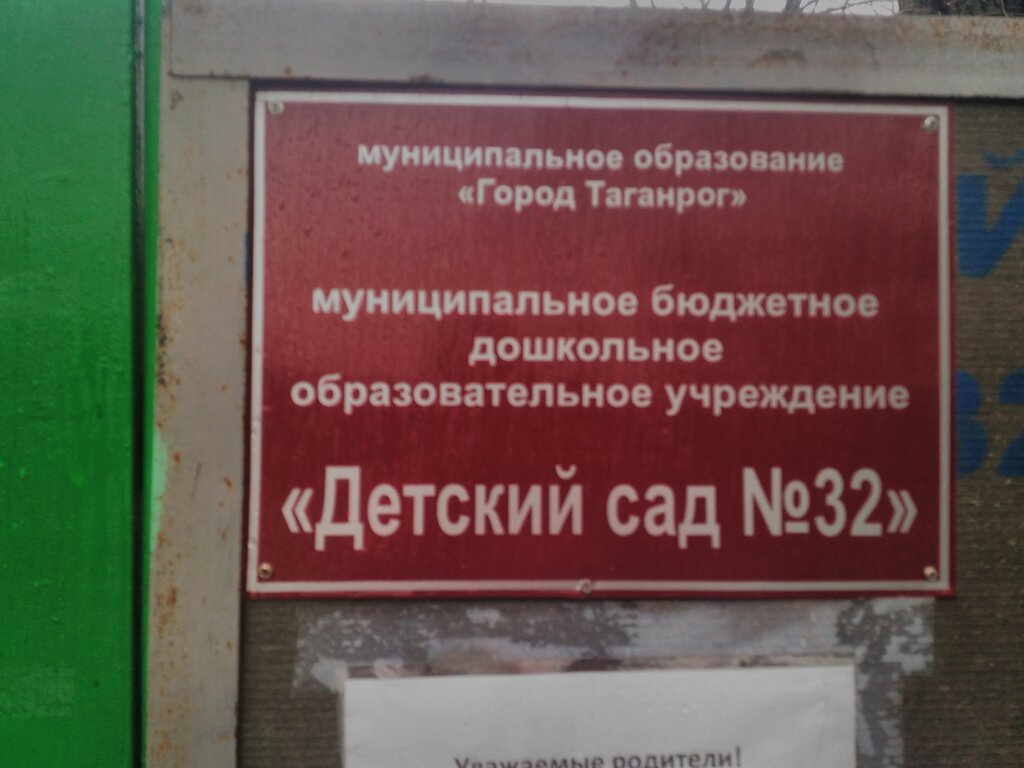 муниципальное образование
«Город Таганрог»
муниципальное бюджетное
дошкольное
образовательное учреждение
«Детский сад №32»
Уважаемые родители!